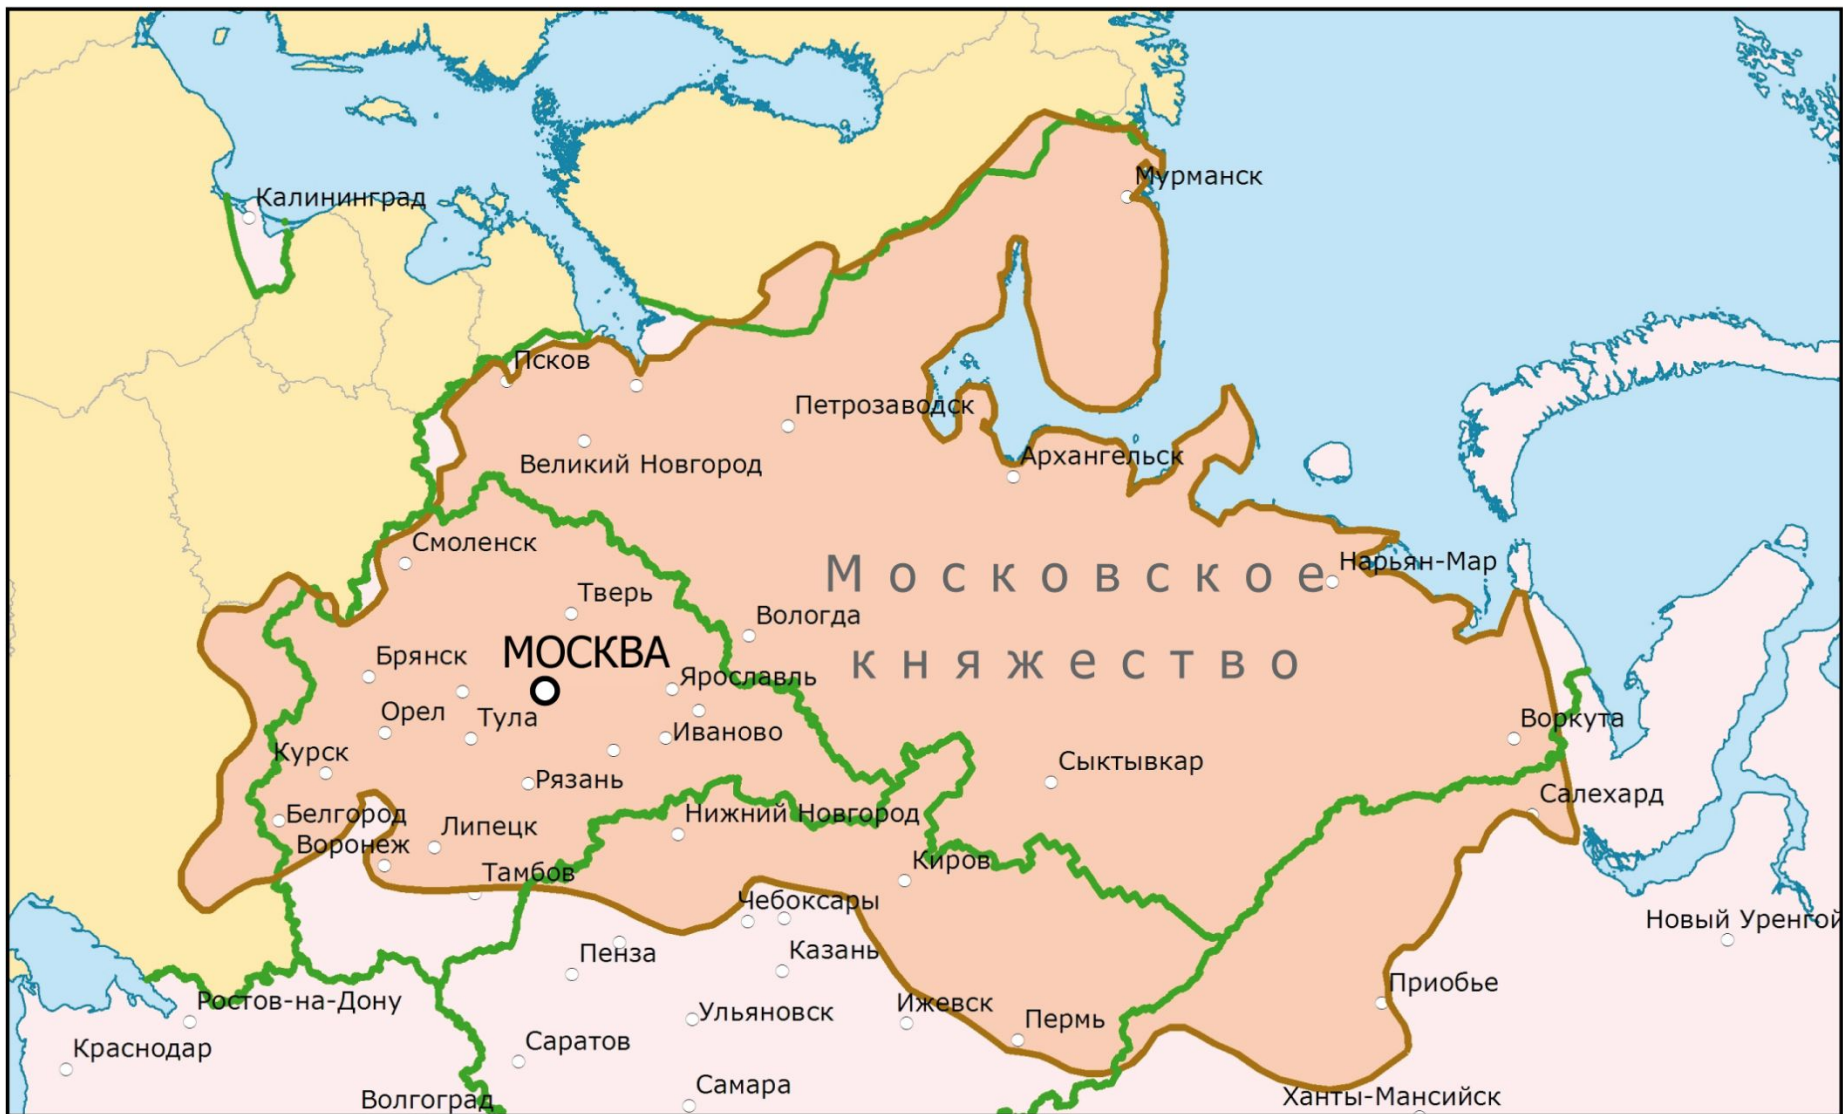 Мурманск
Калининград
Псков
Петрозаводск
Великий Новгород
Архангельск
Смоленск
Московское
Нарьян-Мар
Тверь
Вологда
МОСКВА
княжество
Брянск
Ярославль
Орел
Тула
Воркута
Иваново
Курск
Сыктывкар
Рязань
Салехард
Белгород
Нижний Новгород
Липецк
Воронеж
Киров
Тамбов
Чебоксары
Новый Уренгой
Пенза
Казань
Приобье
Ростов-на-Дону
Ижевск
Ульяновск
Пермь
Саратов
Краснодар
Самара
Волгоград
Ханты-Мансийск